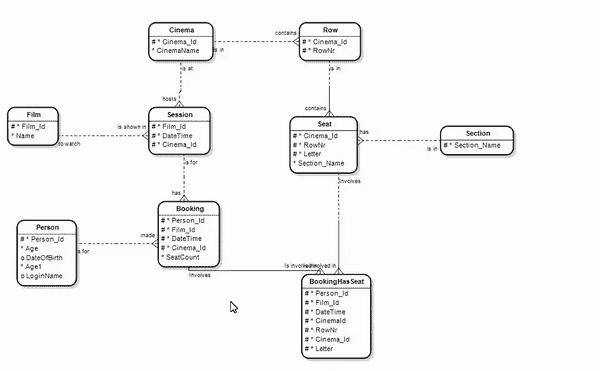 Cinema
# * Cinema_Id
* CinemaName
contains
is in
Row
# * Cinema_Id
* RowNr
is at
is in
hosts
contains
Film
# * Film_Id
* Name
is shown in
to watch
Session
# * Film_Id
# * DateTime
# * Cinema_Id
Seat
# * Cinema_Id
# * RowNr
# * Letter
* Section_Name
has
is in
Section
# * Section_Name
is for
Involves
has
Person
# * Person_Id
* Age
o DateOfBirth
* Age1
o LoginName
made
is for
Booking
# * Person_Id
# * Film_Id
# * DateTime
# * Cinema_Id
* SeatCount
Involves
Is involved in
involved in
BookingHasSeat
# * Person_Id
# * Film_Id
# * DateTime
# * CinemaId
# * RowNr
# * Cinema_Id
# * Letter